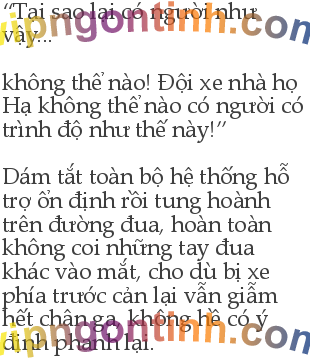 vipngontinh.com
“Tại sao lại có người như
vậy...
không thể nào! Đội xe nhà họ
Hạ không thể nào có người có
trình độ như thế này!”
Dám tắt toàn bộ hệ thống hỗ
trợ ổn định rồi tung hoành
trên đường đua, hoàn toàn
không coi những tay đua
khác vào mắt, cho dù bị xe
phía trước cản lại vẫn giẫm
hết chân ga, không hề có ý
định phanh lại.
vipngontinh.com